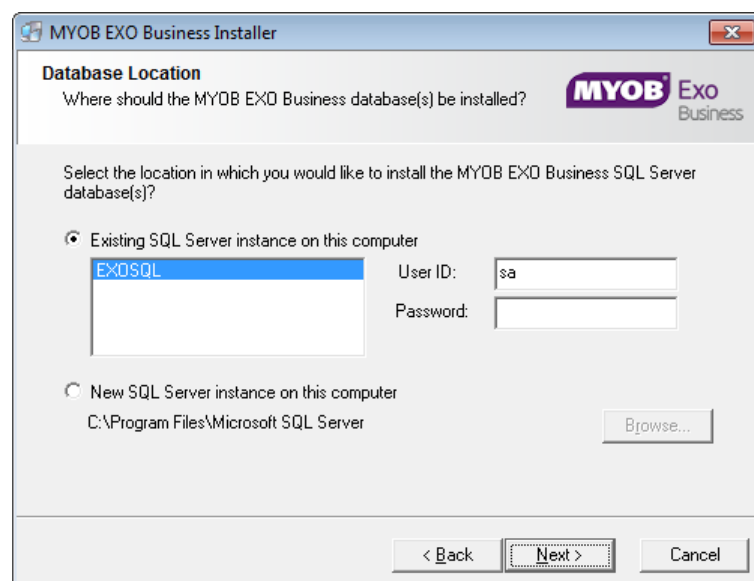 MYOB EXO Business Installer
Database Location
Where should the MYOB EXO Business database(s) be installed?
MYOB Exo
Business
Select the location in which you would like to install the MYOB EXO Business SQL Server
database(s)?
Existing SQL Server instance on this computer
EXOSQL
User ID:
sa
Password:
New SQL Server instance on this computer
C:\Program Files\Microsoft SQL Server
Browse...
< Back
Next >
Cancel